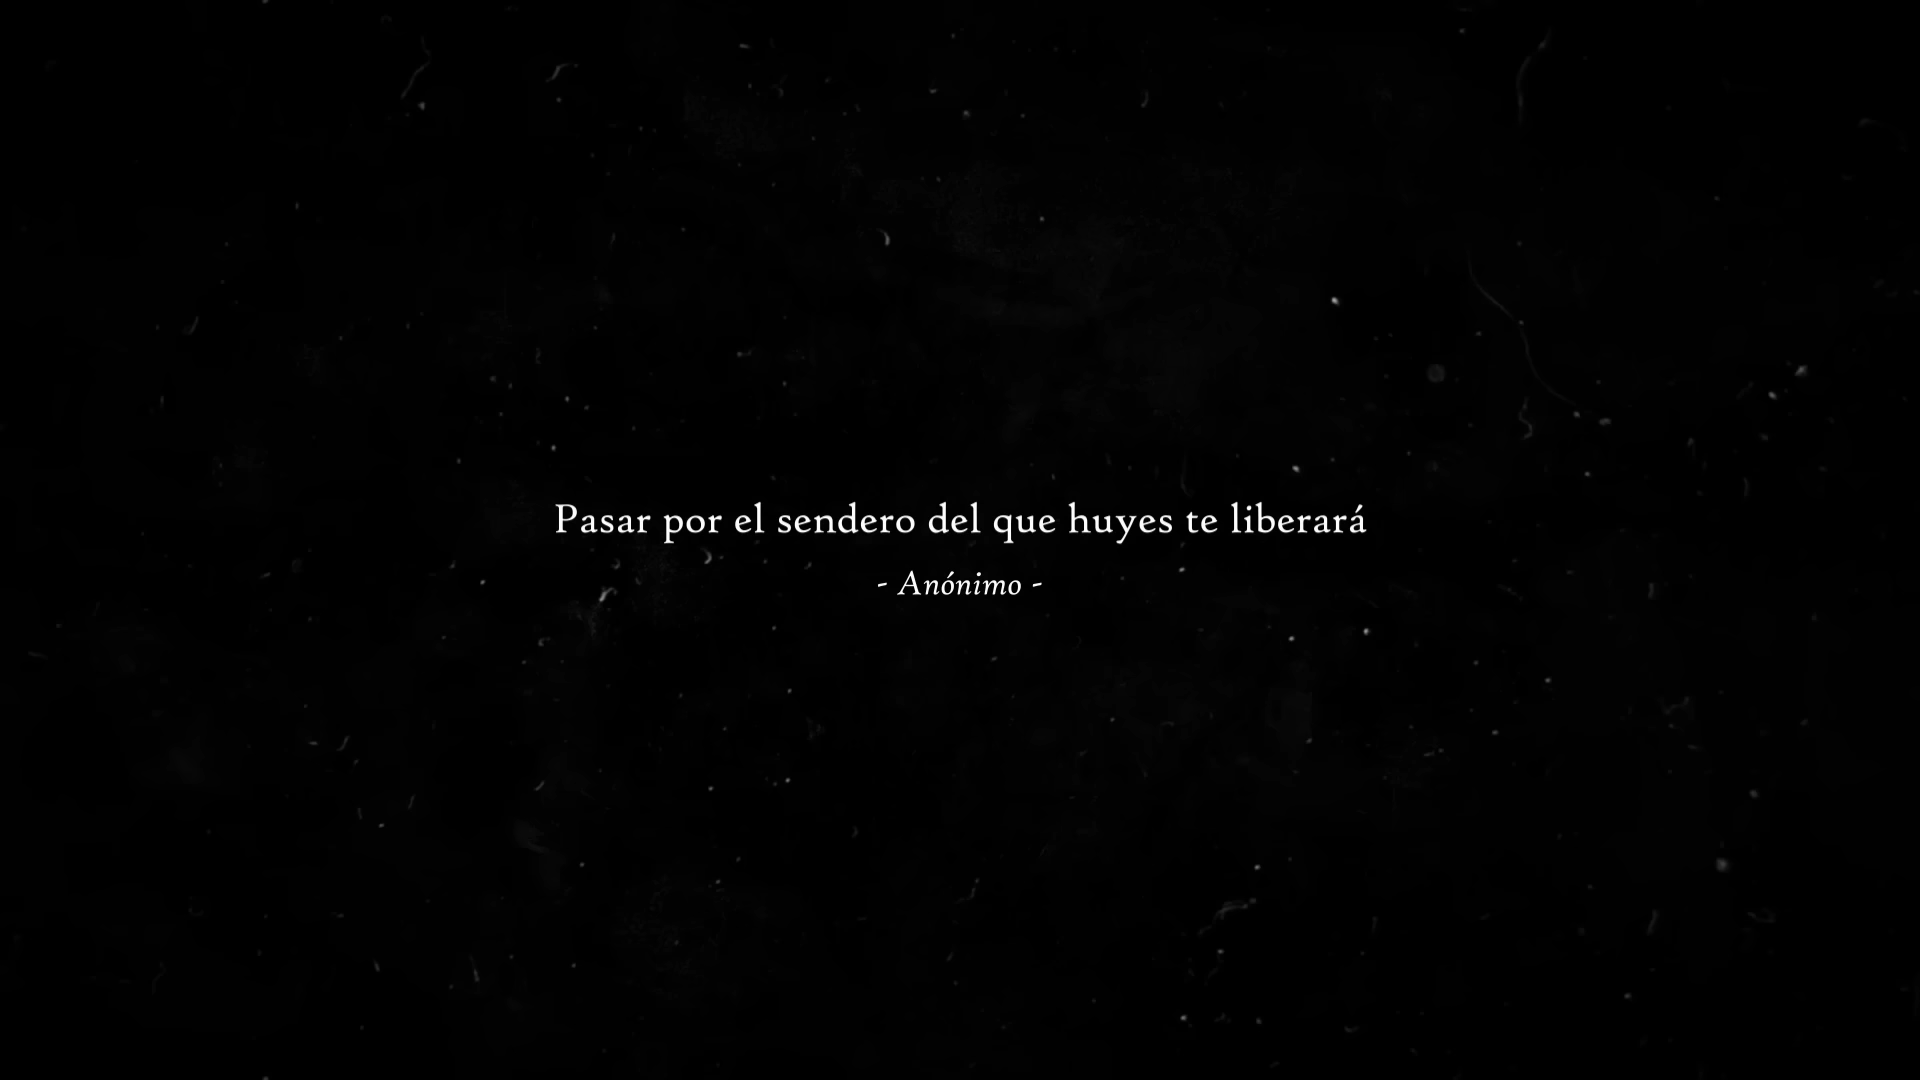 Pasar por el sendero del que huyes te liberará
- Anónimo -